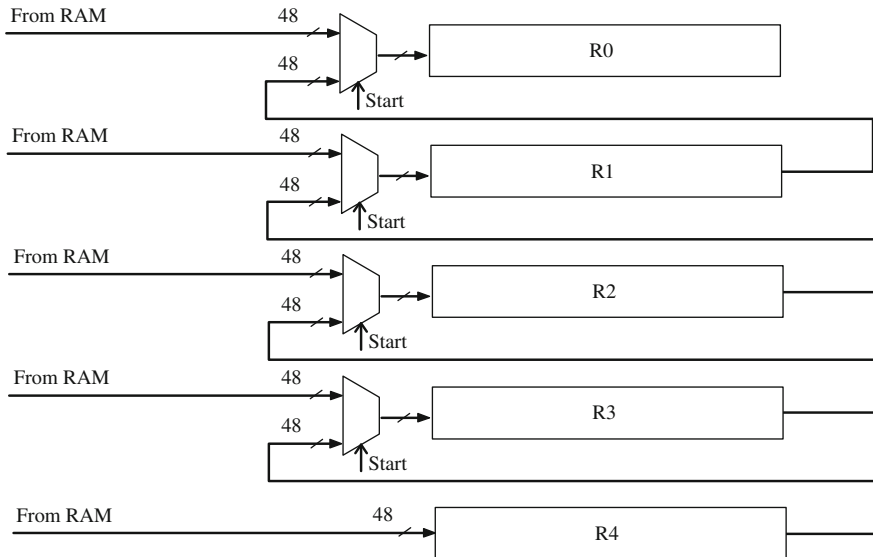 From RAM 48
R0
48
Start
From RAM 48
R1
48
Start
From RAM 48
R2
48
Start
From RAM 48
R3
48
Start
From RAM 48
R4